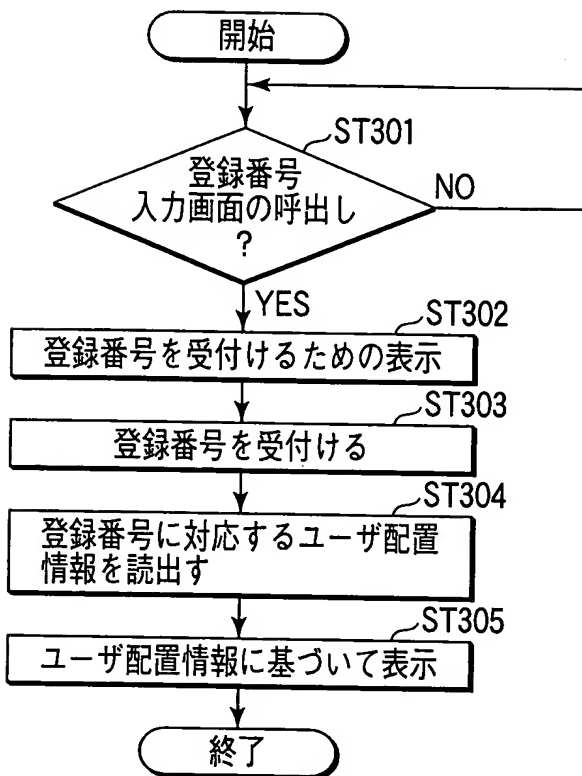 開始
ST301
登録番号
入力画面の呼出し
?
NO
YES
ST302
登録番号を受付けるための表示
ST303
登録番号を受付ける
ST304
登録番号に対応するユーザ配置
情報を読出す
ST305
ユーザ配置情報に基づいて表示
終了